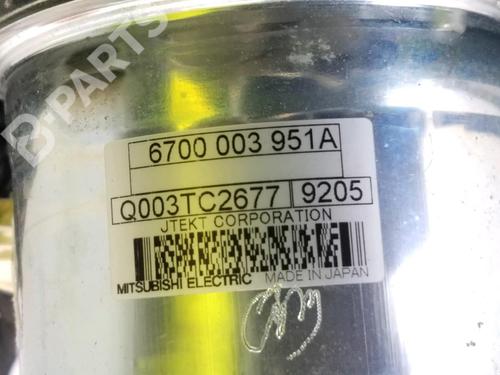 B-PARTS
6700 003 951A
Q003TC2677 9205
JTEKT CORPORATION
MITSUBISHI ELECTRIC MADE IN JAPAN